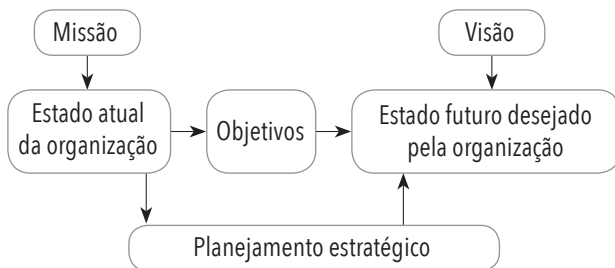 Missão
Visão
Estado atual
da organização
Objetivos
Estado futuro desejado
pela organização
Planejamento estratégico